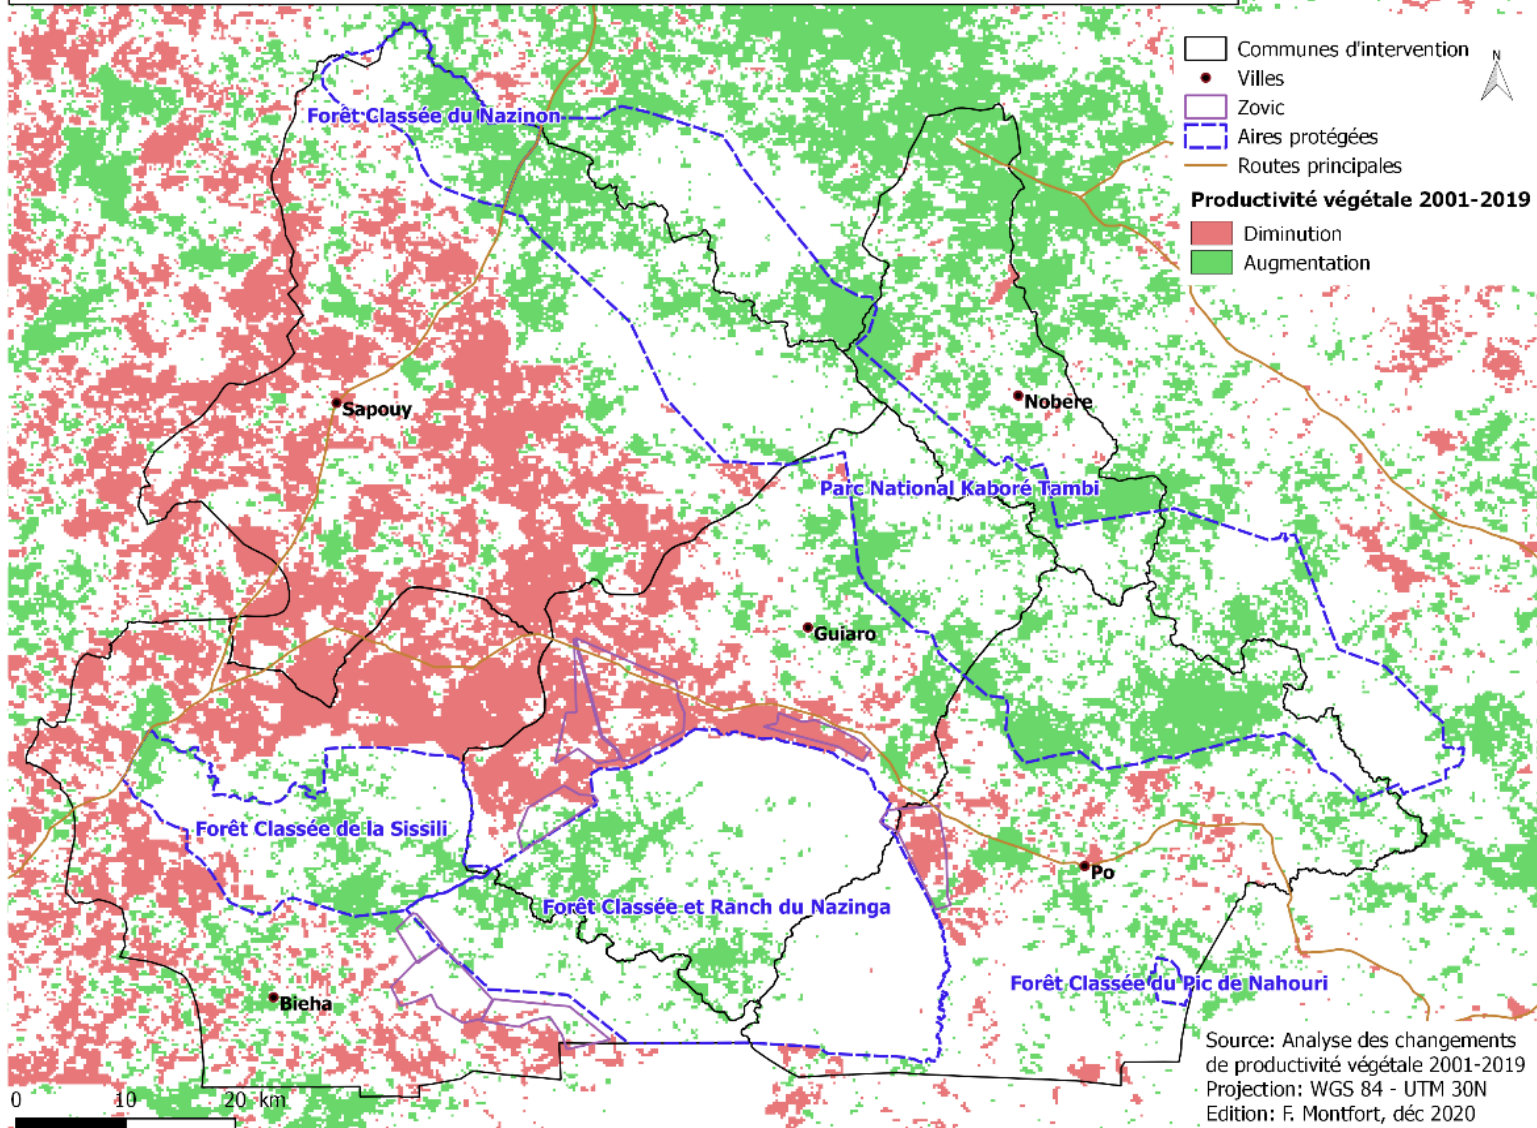 Communes d'intervention
Villes
Zovic
Aires protégées
Routes principales
Productivité végétale 2001-2019
Diminution
Augmentation
N
Forêt Classée du Nazinon
Sapouy
Nobere
Parc National Kaboré Tambi
Guiaro
Forêt Classée de la Sissili
Po
Forêt Classée et Ranch du Nazinga
Forêt Classée du Pic de Nahouri
Bieha
Source: Analyse des changements
de productivité végétale 2001-2019
Projection: WGS 84 - UTM 30N
Edition: F. Montfort, déc 2020
0 10 20 km